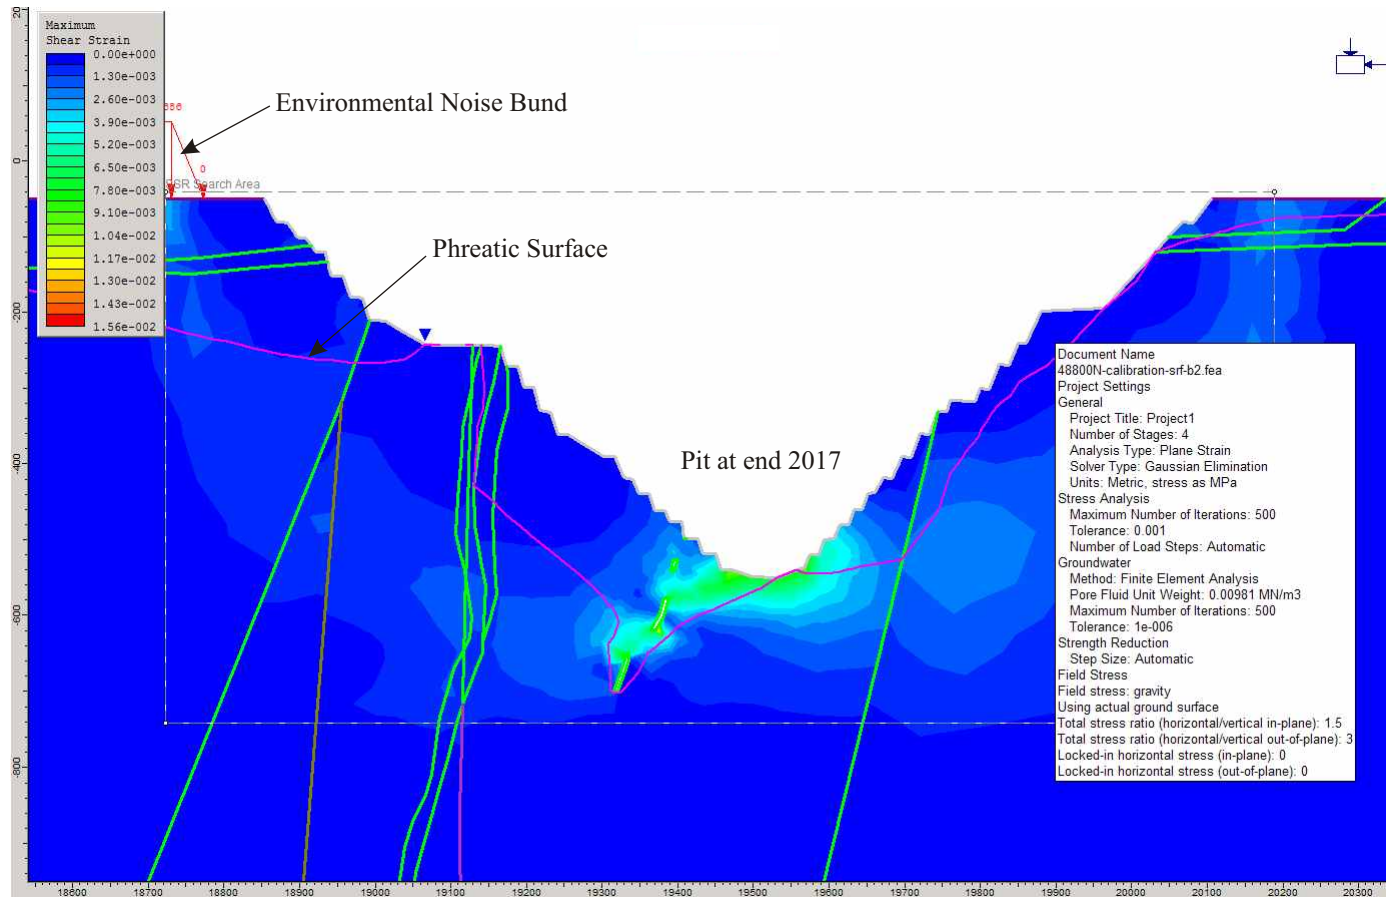 20
Maximum
Shear Strain
0.00e+000
1.30e-003
2.60e-003
3.90e-003
5.20e-003
6.50e-003
7.80e-003
9.10e-003
1.04e-002
1.17e-002
1.30e-002
1.43e-002
1.56e-002
Environmental Noise Bund
0
0
SSR Search Area
Phreatic Surface
-200
Pit at end 2017
-400
-600
-800
Document Name
48800N-calibration-srf-b2.fea
Project Settings
General
Project Title: Project1
Number of Stages: 4
Analysis Type: Plane Strain
Solver Type: Gaussian Elimination
Units: Metric, stress as MPa
Stress Analysis
Maximum Number of Iterations: 500
Tolerance: 0.001
Number of Load Steps: Automatic
Groundwater
Method: Finite Element Analysis
Pore Fluid Unit Weight: 0.00981 MN/m3
Maximum Number of Iterations: 500
Tolerance: 1e-006
Strength Reduction
Step Size: Automatic
Field Stress
Field stress: gravity
Using actual ground surface
Total stress ratio (horizontal/vertical in-plane): 1.5
Total stress ratio (horizontal/vertical out-of-plane): 3
Locked-in horizontal stress (in-plane): 0
Locked-in horizontal stress (out-of-plane): 0
18600 18700 18800 18900 19000 19100 19200 19300 19400 19500 19600 19700 19800 19900 20000 20100 20200 20300